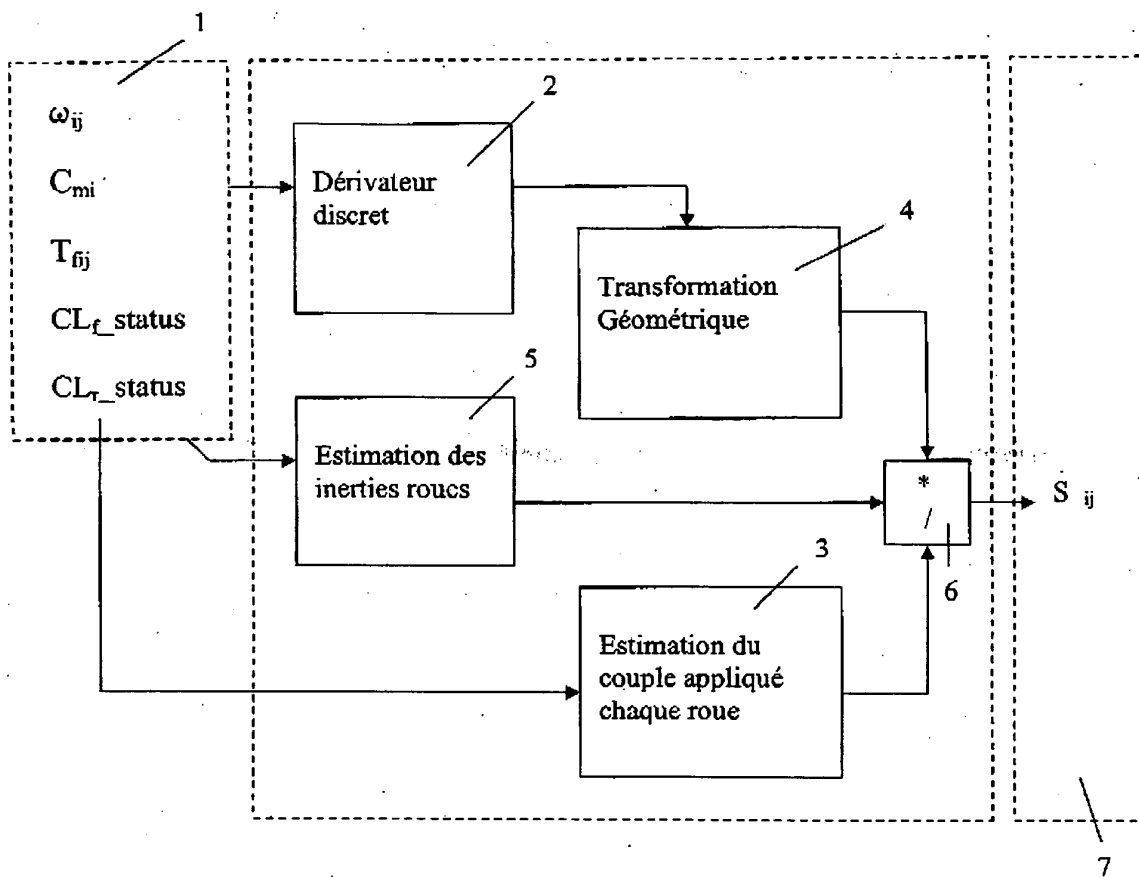 1
ω_ij
C_mi
T_fij
CL_f_status
CL_r_status
2
Dérivateur
discret
4
Transformation
Géométrique
5
Estimation des
inerties roues
*
/
6
S_ij
3
Estimation du
couple appliqué
chaque roue
7